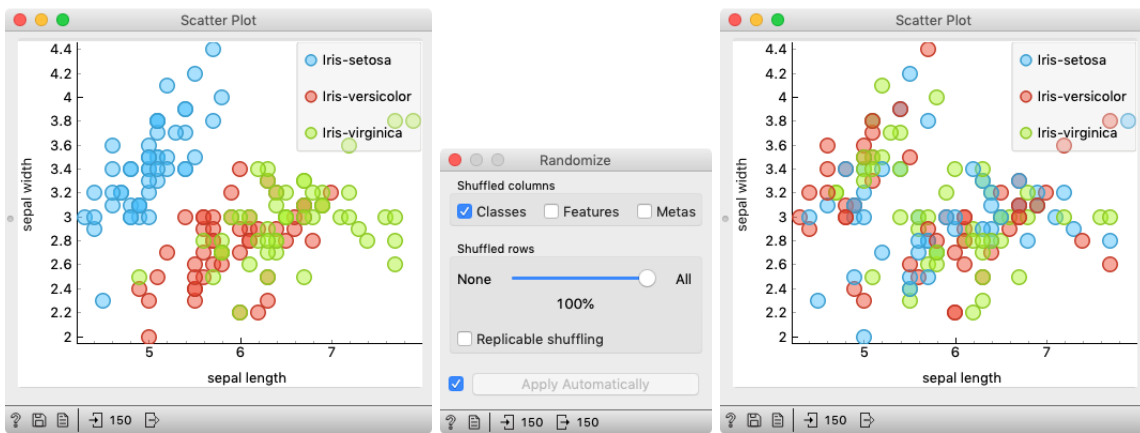 Scatter Plot
4.4
4.2
4
3.8
3.6
3.4
3.2
3
2.8
2.6
2.4
2.2
2
sepal width
Iris-setosa
Iris-versicolor
Iris-virginica
5 6 7
sepal length
? 150
Randomize
Shuffled columns
Classes Features Metas
Shuffled rows
None All
100%
Replicable shuffling
Apply Automatically
? 150 150
Scatter Plot
4.4
4.2
4
3.8
3.6
3.4
3.2
3
2.8
2.6
2.4
2.2
2
sepal width
Iris-setosa
Iris-versicolor
Iris-virginica
5 6 7
sepal length
? 150